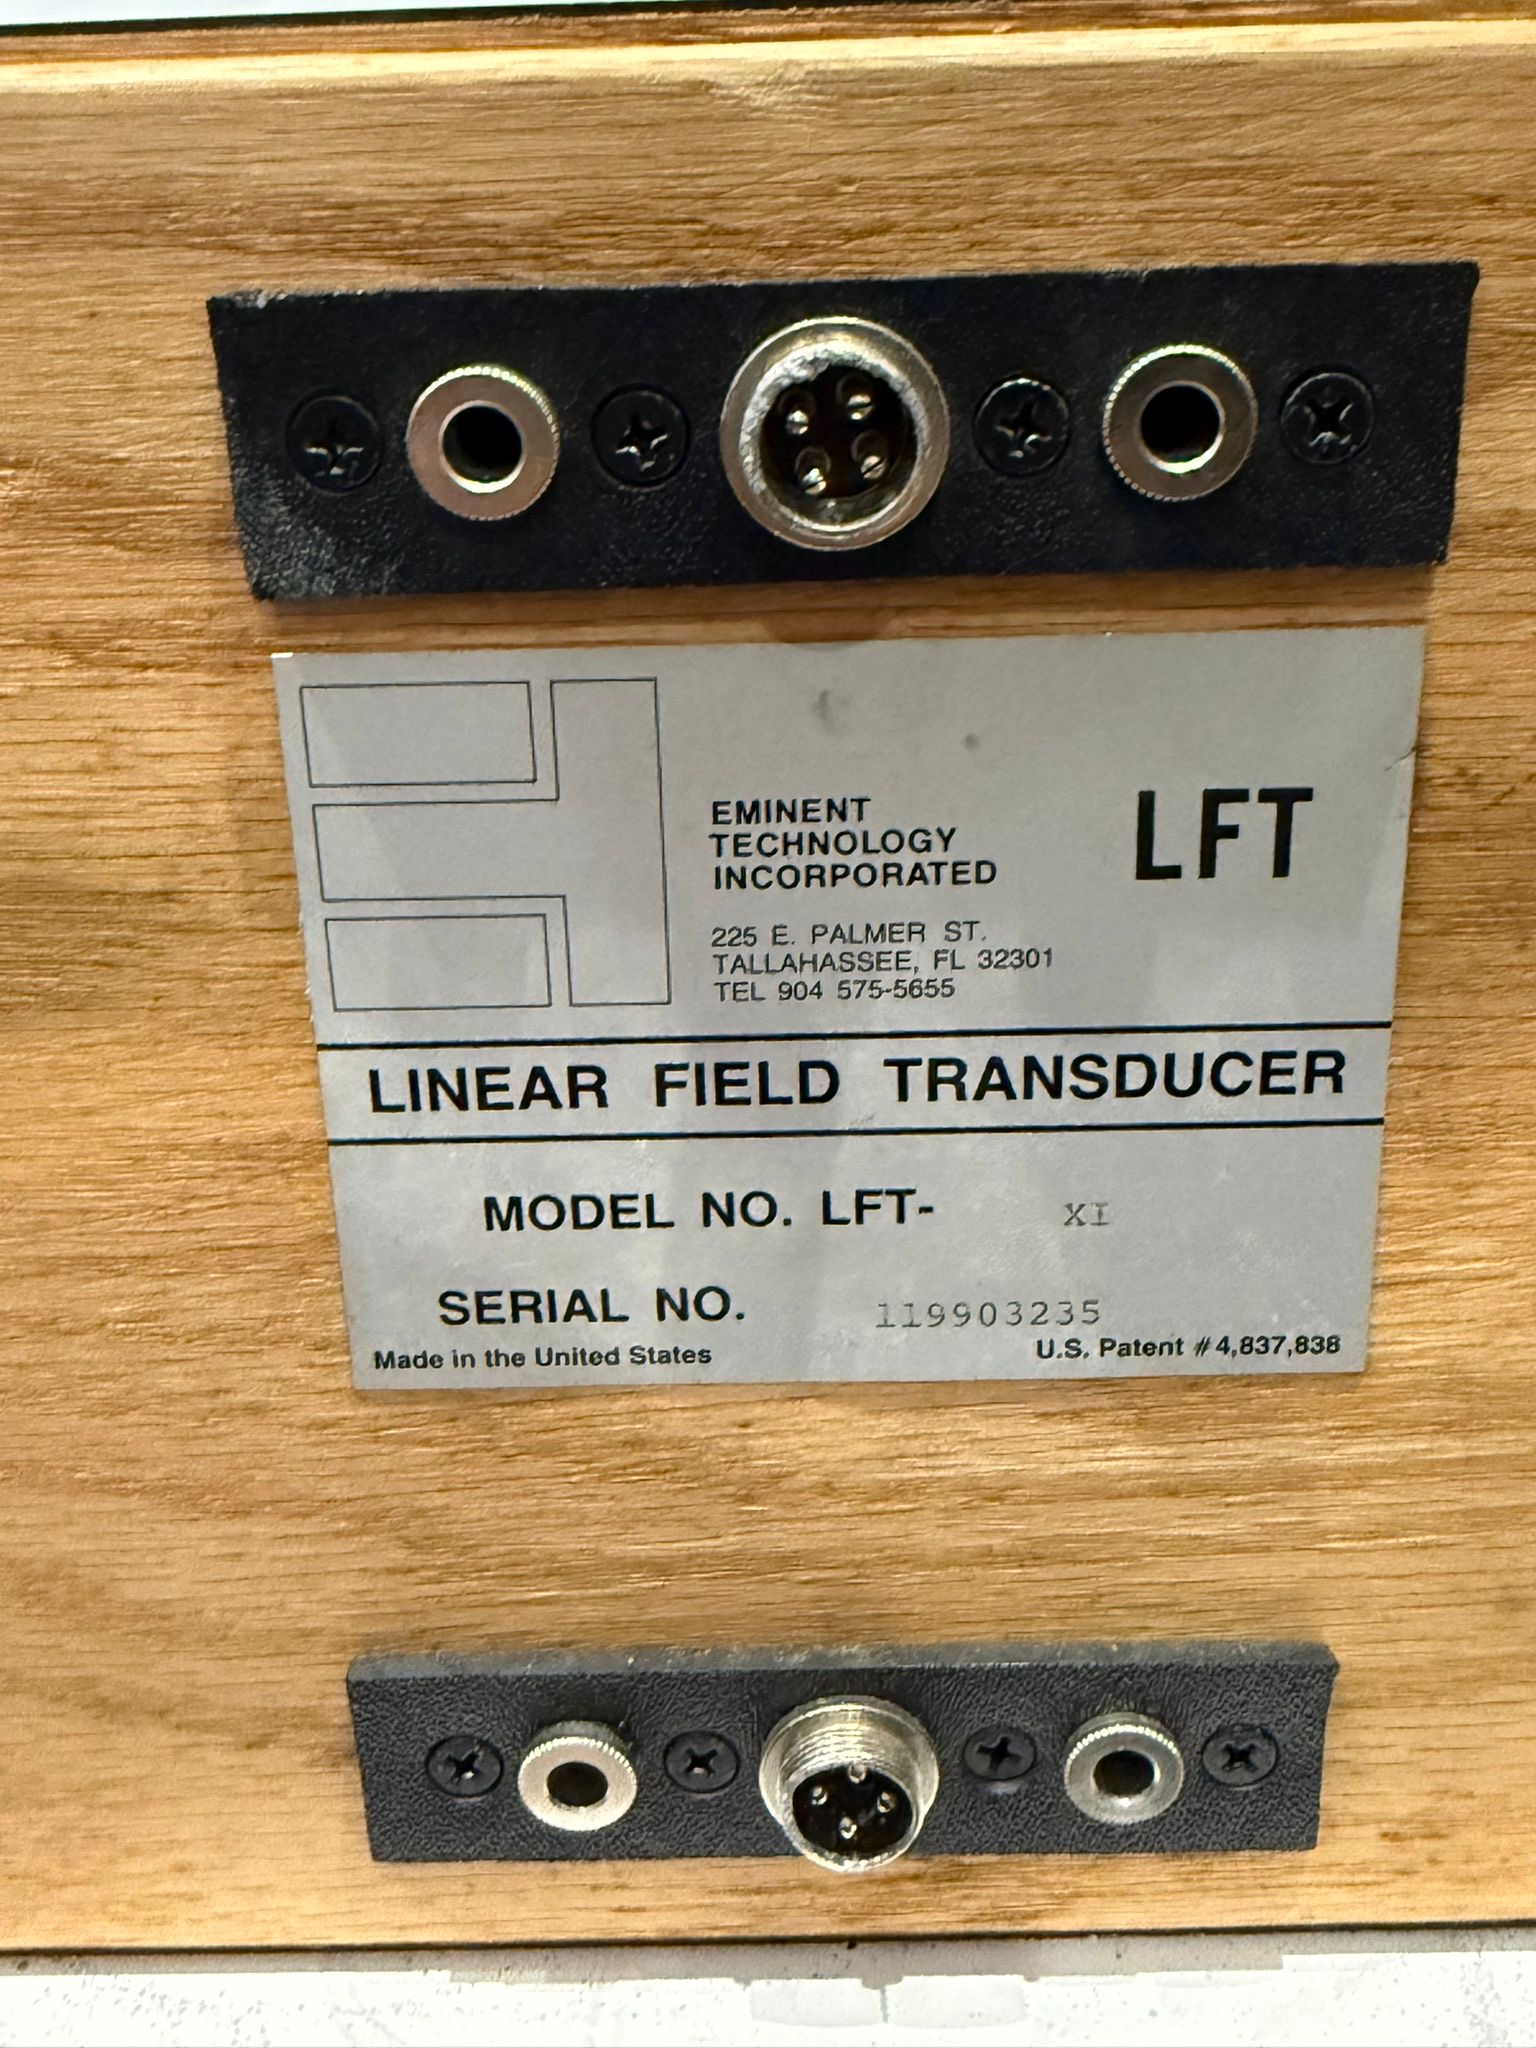 EMINENT
TECHNOLOGY
INCORPORATED
LFT
225 E. PALMER ST.
TALLAHASSEE, FL 32301
TEL 904 575-5655
LINEAR FIELD TRANSDUCER
MODEL NO. LFT- XI
SERIAL NO. 119903235
Made in the United States
U.S. Patent #4,837,838